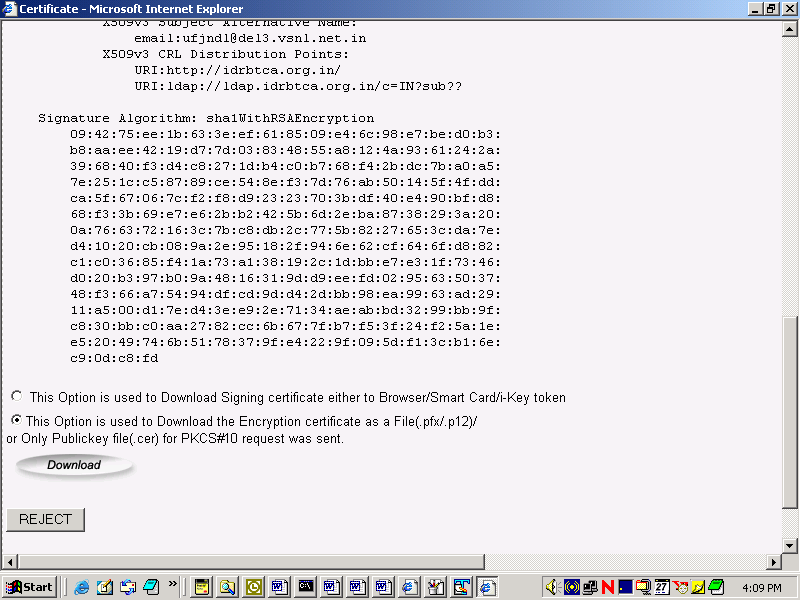 Certificate - Microsoft Internet Explorer
X509v3 Subject Alternative Name:
email:ufjndl@del3.vsnl.net.in
X509v3 CRL Distribution Points:
URI:http://idrbtca.org.in/
URI:ldap://ldap.idrbtca.org.in/c=IN?sub??
Signature Algorithm: sha1WithRSAEncryption
09:42:75:ee:1b:63:3e:ef:61:85:09:e4:6c:98:e7:be:d0:b3:
b8:aa:ee:42:19:d7:7d:03:83:48:55:a8:12:4a:93:61:24:2a:
39:68:40:f3:d4:c8:27:1d:b4:c0:b7:68:f4:2b:dc:7b:a0:a5:
7e:25:1c:c5:87:89:ce:54:8e:f3:7d:76:ab:50:14:5f:4f:dd:
ca:5f:67:06:7c:f2:f8:d9:23:23:70:3b:df:40:e4:90:bf:d8:
68:f3:3b:69:e7:e6:2b:b2:42:5b:6d:2e:ba:87:38:29:3a:20:
0a:76:63:72:16:3c:7b:c8:db:2c:77:5b:82:27:65:3c:da:7e:
d4:10:20:cb:08:9a:2e:95:18:2f:94:6e:62:cf:64:6f:d8:82:
c1:c0:36:85:f4:1a:73:a1:38:19:2c:1d:bb:e7:e3:1f:73:46:
d0:20:b3:97:b0:9a:48:16:31:9d:d9:ee:fd:02:95:63:50:37:
48:f3:66:a7:54:94:df:cd:9d:d4:2d:bb:98:ea:99:63:ad:29:
11:a5:00:d1:7e:d4:3e:e9:2e:71:34:ae:ab:bd:32:99:bb:9f:
c8:30:bb:c0:aa:27:82:cc:6b:67:7f:b7:f5:3f:24:f2:5a:1e:
e5:20:49:74:6b:51:78:37:9f:e4:22:9f:09:5d:f1:3c:b1:6e:
c9:0d:c8:fd
This Option is used to Download Signing certificate either to Browser/Smart Card/i-Key token
This Option is used to Download the Encryption certificate as a File(.pfx/.p12)/
or Only Publickey file(.cer) for PKCS#10 request was sent.
Download
REJECT
Start » 27 4:09 PM